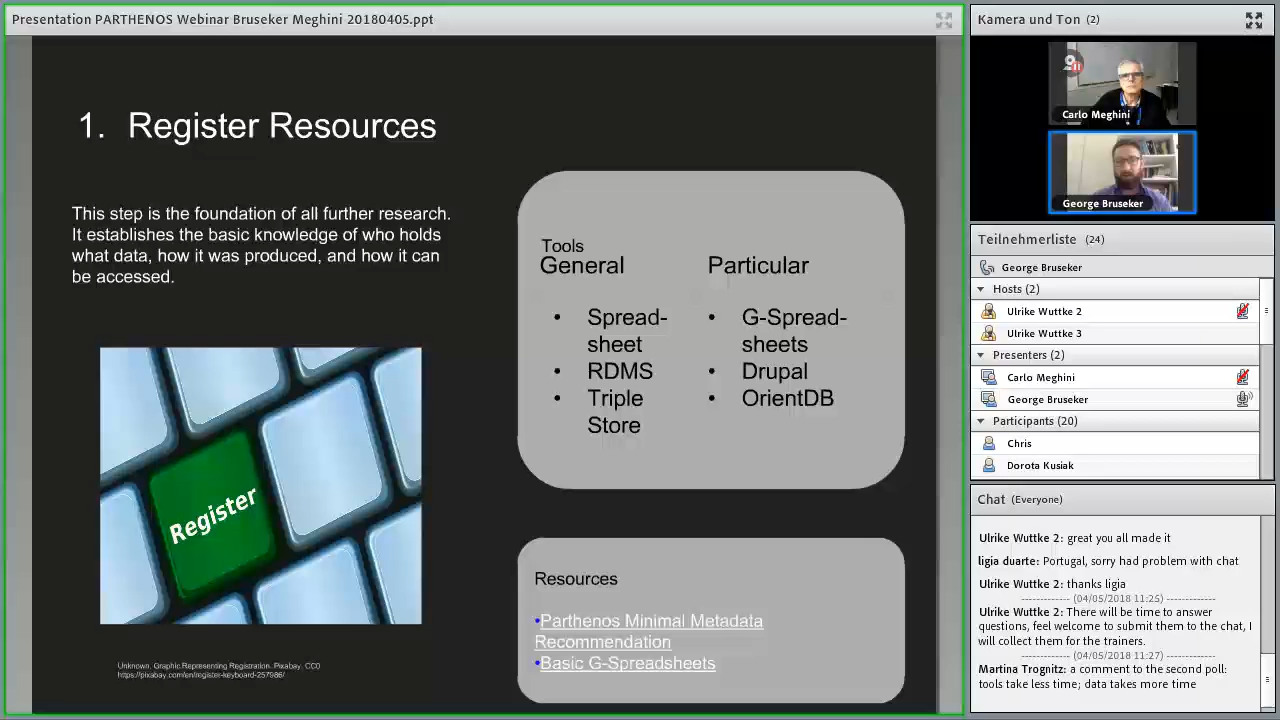 Presentation PARTHENOS Webinar Bruseker Meghini 20180405.ppt
1. Register Resources
This step is the foundation of all further research.
It establishes the basic knowledge of who holds
what data, how it was produced, and how it can
be accessed.
Register
Unknown. Graphic Representing Registration. Pixabay, CC0
https://pixabay.com/en/register-keyboard-257986/
Tools
General
• Spread-
sheet
• RDMS
• Triple
Store
Particular
• G-Spread-
sheets
• Drupal
• OrientDB
Resources
•Parthenos Minimal Metadata
Recommendation
•Basic G-Spreadsheets
Kamera und Ton (2)
Carlo Meghini
George Bruseker
Teilnehmerliste (24)
George Bruseker
Hosts (2)
Ulrike Wuttke 2
Ulrike Wuttke 3
Presenters (2)
Carlo Meghini
George Bruseker
Participants (20)
Chris
Dorota Kusiak
Chat (Everyone)
Ulrike Wuttke 2: great you all made it
ligia duarte: Portugal, sorry had problem with chat
Ulrike Wuttke 2: thanks ligia
------------ (04/05/2018 11:25) ------------
Ulrike Wuttke 2: There will be time to answer
questions, feel welcome to submit them to the chat, I
will collect them for the trainers.
------------ (04/05/2018 11:27) ------------
Martina Trognitz: a comment to the second poll:
tools take less time; data takes more time